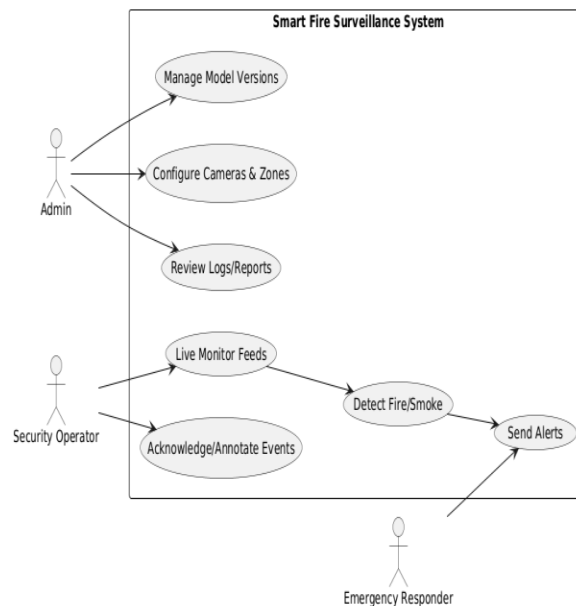 Smart Fire Surveillance System
Manage Model Versions
Configure Cameras & Zones
Admin
Review Logs/Reports
Live Monitor Feeds
Detect Fire/Smoke
Security Operator
Send Alerts
Acknowledge/Annotate Events
Emergency Responder